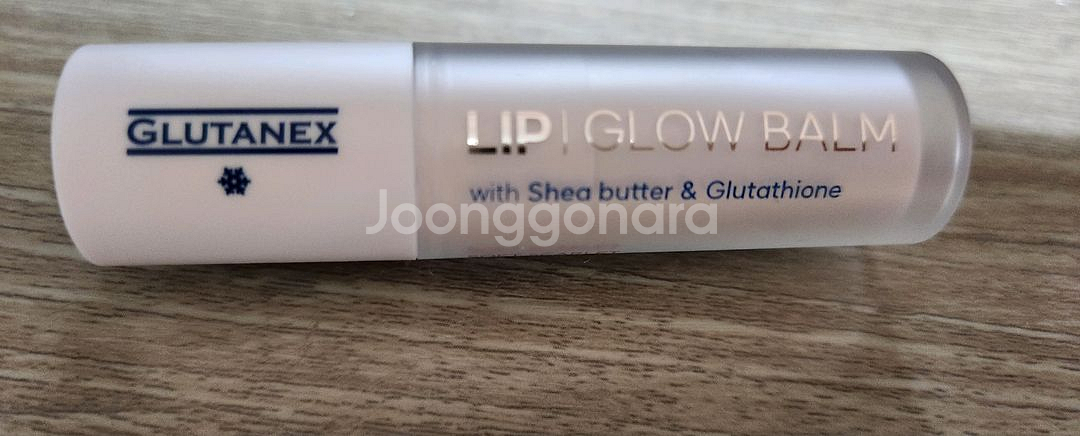 GLUTANEX
LIP | GLOW BALM
with Shea butter & Glutathione
Joonggonara